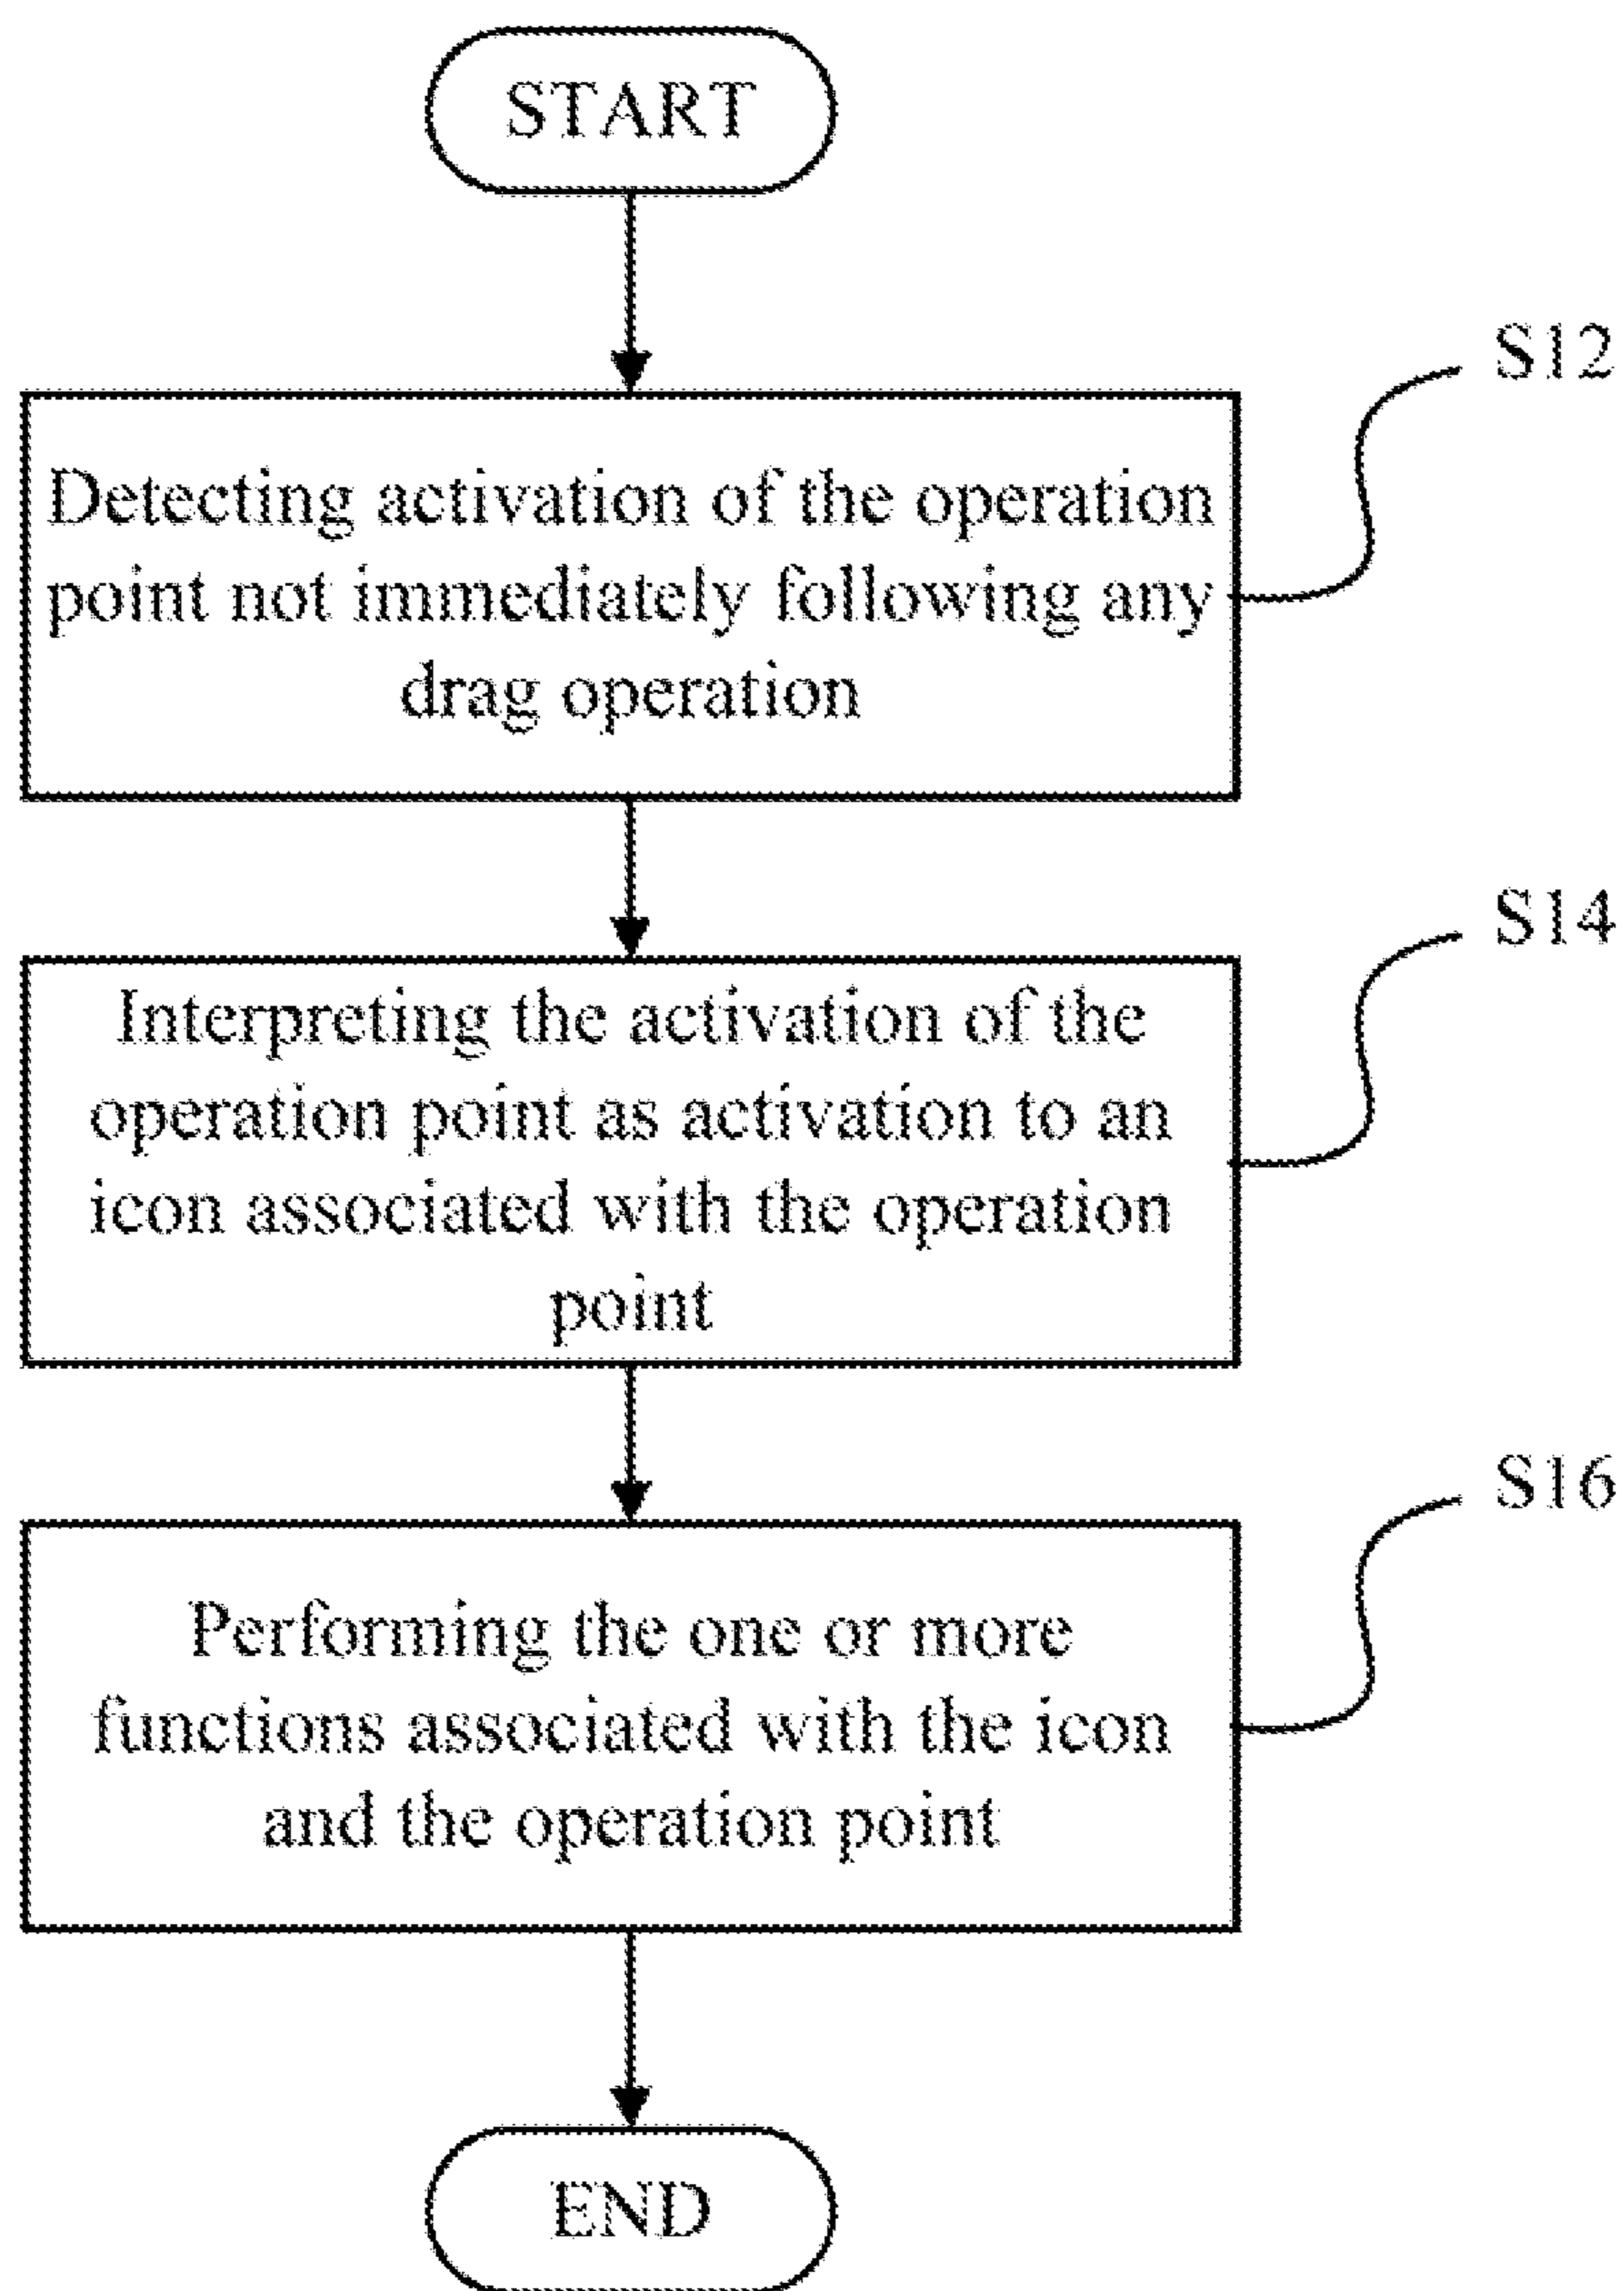 START
S12
Detecting activation of the operation
point not immediately following any
drag operation
S14
Interpreting the activation of the
operation point as activation to an
icon associated with the operation
point
S16
Performing the one or more
functions associated with the icon
and the operation point
END